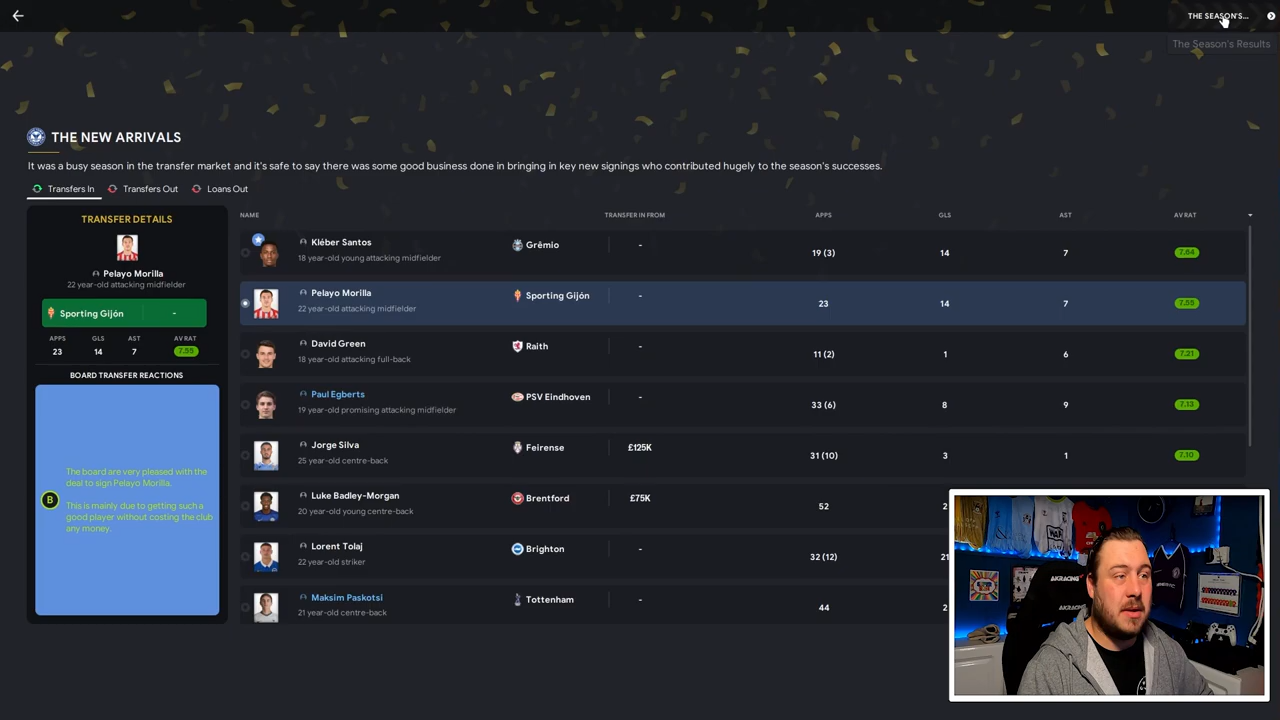 THE SEASON'S...
The Season's Results
THE NEW ARRIVALS
It was a busy season in the transfer market and it's safe to say there was some good business done in bringing in key new signings who contributed hugely to the season's successes.
Transfers In Transfers Out Loans Out
TRANSFER DETAILS
Pelayo Morilla
22 year-old attacking midfielder
Sporting Gijón -
APPS GLS AST AV RAT
23 14 7 7.55
BOARD TRANSFER REACTIONS
The board are very pleased with the
deal to sign Pelayo Morilla.
B
This is mainly due to getting such a
good player without costing the club
any money.
NAME TRANSFER IN FROM APPS GLS AST AV RAT
Kléber Santos Grêmio - 19 (3) 14 7 7.64
18 year-old young attacking midfielder
Pelayo Morilla Sporting Gijón - 23 14 7 7.55
22 year-old attacking midfielder
David Green Raith - 11 (2) 1 6 7.21
18 year-old attacking full-back
Paul Egberts PSV Eindhoven - 33 (6) 8 9 7.13
19 year-old promising attacking midfielder
Jorge Silva Feirense £125K 31 (10) 3 1 7.10
25 year-old centre-back
Luke Badley-Morgan Brentford £75K 52 2
20 year-old young centre-back
Lorent Tolaj Brighton - 32 (12) 21
22 year-old striker
Maksim Paskotsi Tottenham - 44 2
21 year-old centre-back
AKRACING
AKRACING